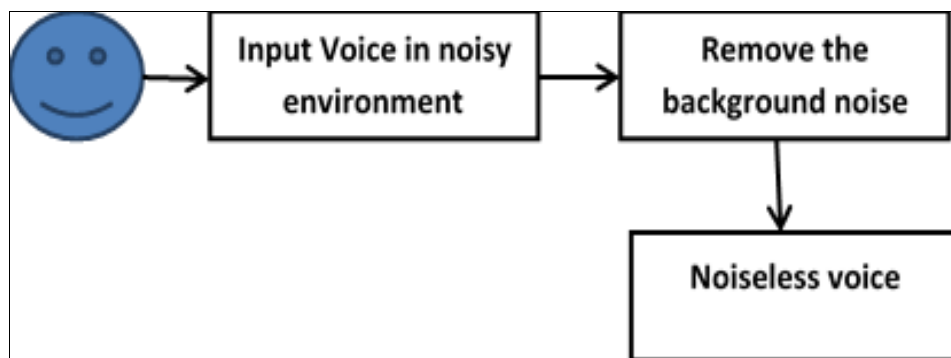 Input Voice in noisy
environment
Remove the
background noise
Noiseless voice